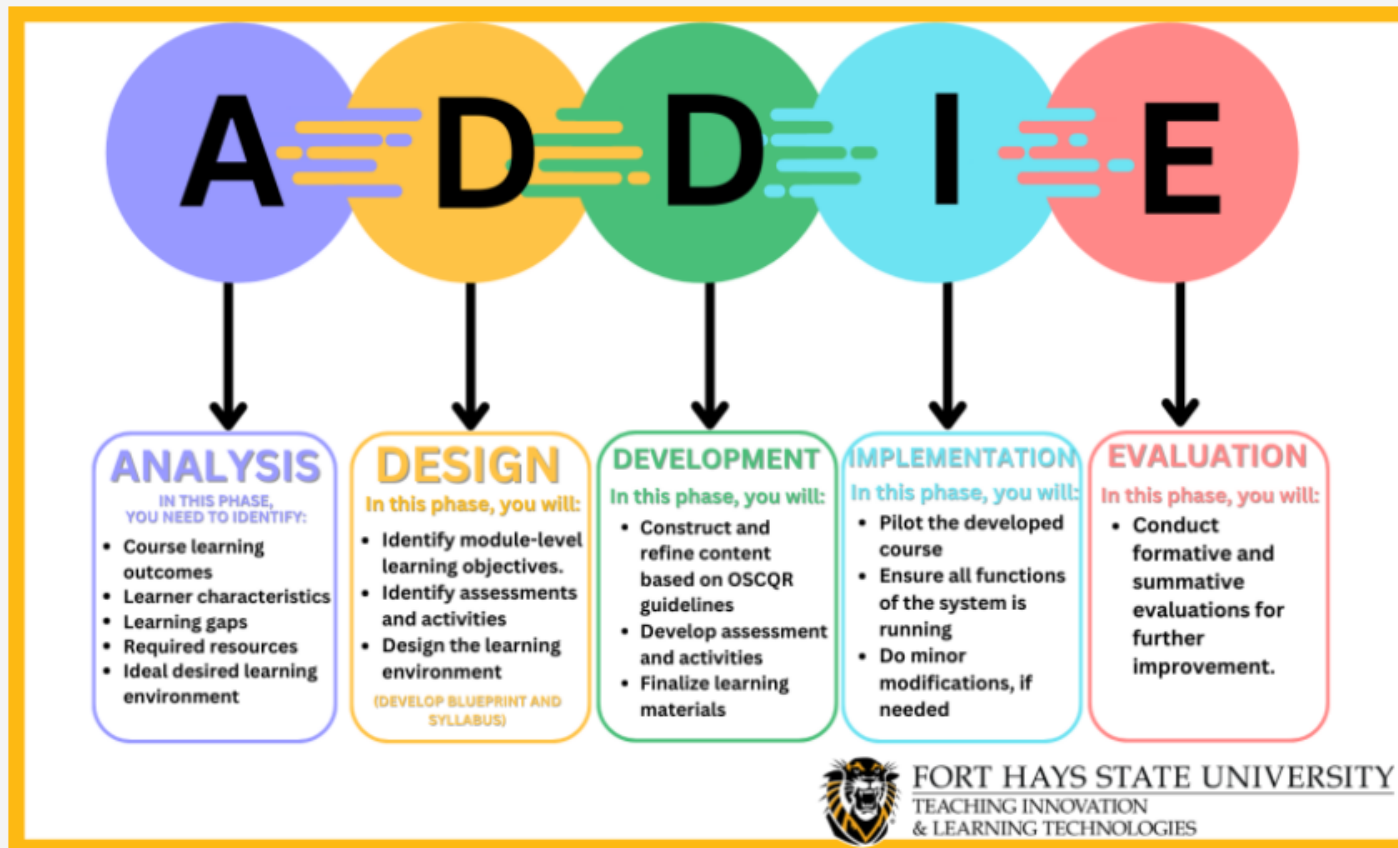 A D D I E
ANALYSIS
IN THIS PHASE,
YOU NEED TO IDENTIFY:
• Course learning
outcomes
• Learner characteristics
• Learning gaps
• Required resources
• Ideal desired learning
environment
DESIGN
In this phase, you will:
• Identify module-level
learning objectives.
• Identify assessments
and activities
• Design the learning
environment
(DEVELOP BLUEPRINT AND
SYLLABUS)
DEVELOPMENT
In this phase, you will:
• Construct and
refine content
based on OSCQR
guidelines
• Develop assessment
and activities
• Finalize learning
materials
IMPLEMENTATION
In this phase, you will:
• Pilot the developed
course
• Ensure all functions
of the system is
running
• Do minor
modifications, if
needed
EVALUATION
In this phase, you will:
• Conduct
formative and
summative
evaluations for
further
improvement.
FORT HAYS STATE UNIVERSITY
TEACHING INNOVATION
& LEARNING TECHNOLOGIES